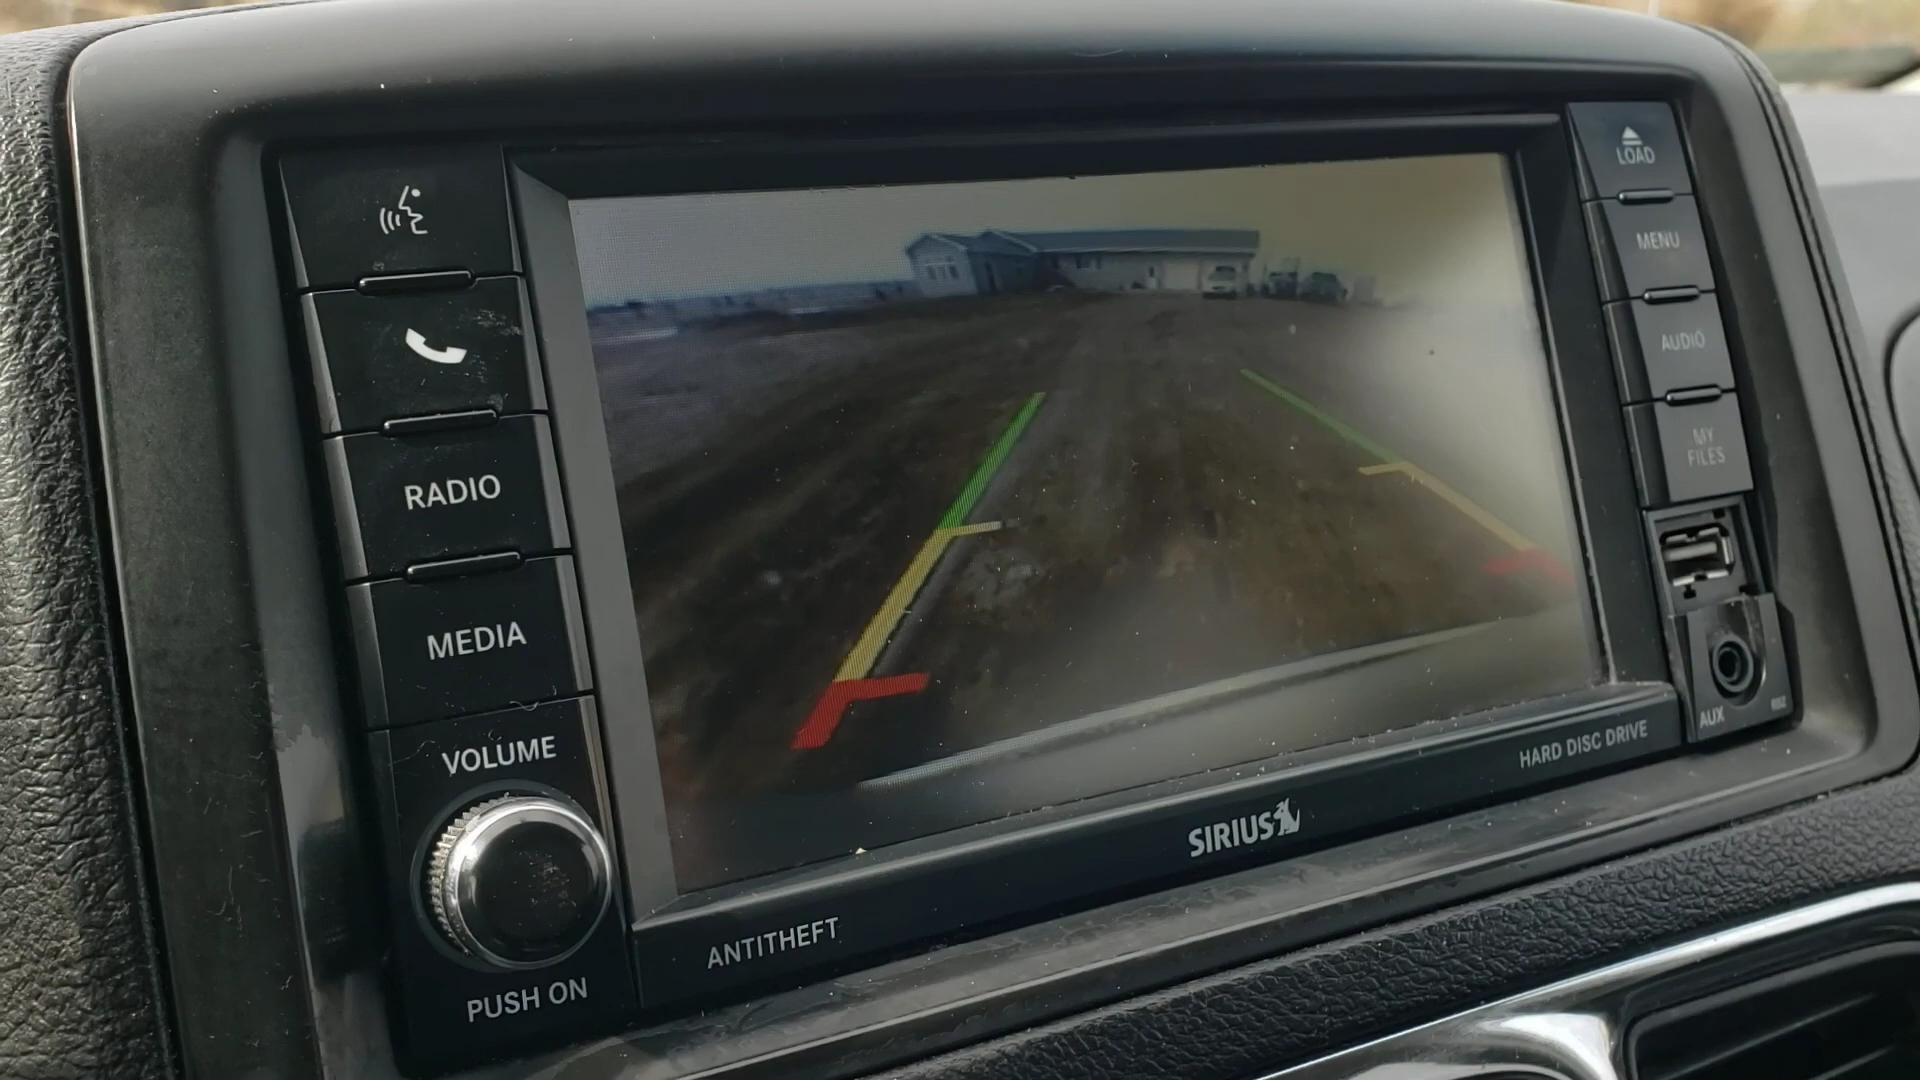 RADIO
MEDIA
VOLUME
PUSH ON
ANTITHEFT
SIRIUS
HARD DISC DRIVE
LOAD
MENU
AUDIO
MY
FILES
AUX